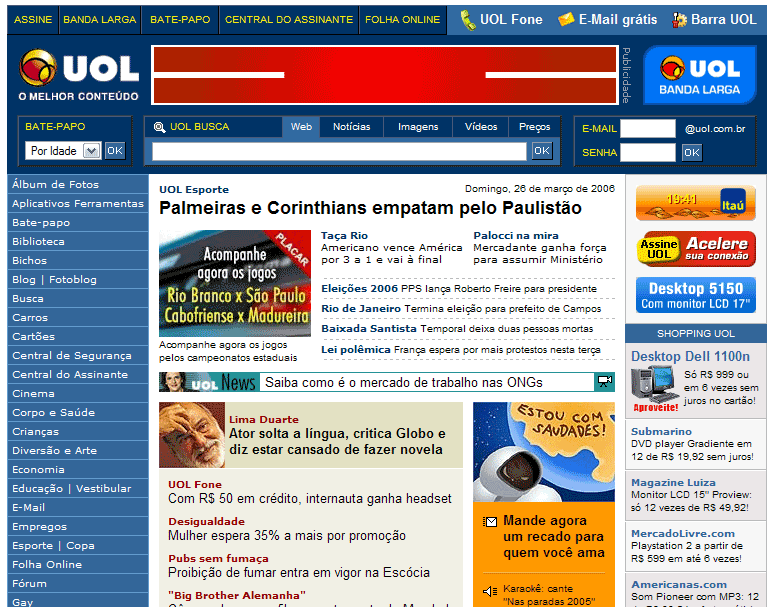 ASSINE
BANDA LARGA
BATE-PAPO
CENTRAL DO ASSINANTE
FOLHA ONLINE
UOL Fone
E-Mail grátis
Barra UOL
UOL
O MELHOR CONTEÚDO
Publicidade
UOL
BANDA LARGA
BATE-PAPO
Por Idade
OK
UOL BUSCA
Web
Notícias
Imagens
Vídeos
Preços
OK
E-MAIL
@uol.com.br
SENHA
OK
Álbum de Fotos
Aplicativos Ferramentas
Bate-papo
Biblioteca
Bichos
Blog | Fotoblog
Busca
Carros
Cartões
Central de Segurança
Central do Assinante
Cinema
Corpo e Saúde
Crianças
Diversão e Arte
Economia
Educação | Vestibular
E-Mail
Empregos
Esporte | Copa
Folha Online
Fórum
Gay
UOL Esporte
Domingo, 26 de março de 2006
Palmeiras e Corinthians empatam pelo Paulistão
PLACAR
Acompanhe
agora os jogos
Rio Branco x São Paulo
Cabofriense x Madureira
Acompanhe agora os jogos
pelos campeonatos estaduais
Taça Rio
Americano vence América
por 3 a 1 e vai à final
Palocci na mira
Mercadante ganha força
para assumir Ministério
Eleições 2006 PPS lança Roberto Freire para presidente
Rio de Janeiro Termina eleição para prefeito de Campos
Baixada Santista Temporal deixa duas pessoas mortas
Lei polêmica França espera por mais protestos nesta terça
UOL News
Saiba como é o mercado de trabalho nas ONGs
Lima Duarte
Ator solta a língua, critica Globo e
diz estar cansado de fazer novela
UOL Fone
Com R$ 50 em crédito, internauta ganha headset
Desigualdade
Mulher espera 35% a mais por promoção
Pubs sem fumaça
Proibição de fumar entra em vigor na Escócia
"Big Brother Alemanha"
ESTOU COM
SAUDADES!
Mande agora
um recado para
quem você ama
Karaokê: cante
"Nas paradas 2005"
19:41
Itaú
Assine
UOL
Acelere
sua conexão
Desktop 5150
Com monitor LCD 17"
SHOPPING UOL
Desktop Dell 1100n
Só R$ 999 ou
em 6 vezes sem
juros no cartão!
Aproveite!
Submarino
DVD player Gradiente em
12 de R$ 19,92 sem juros!
Magazine Luiza
Monitor LCD 15" Proview:
só 12 vezes de R$ 49,92!
MercadoLivre.com
Playstation 2 a partir de
R$ 599 em até 6 vezes!
Americanas.com
Som Pioneer com MP3: 12